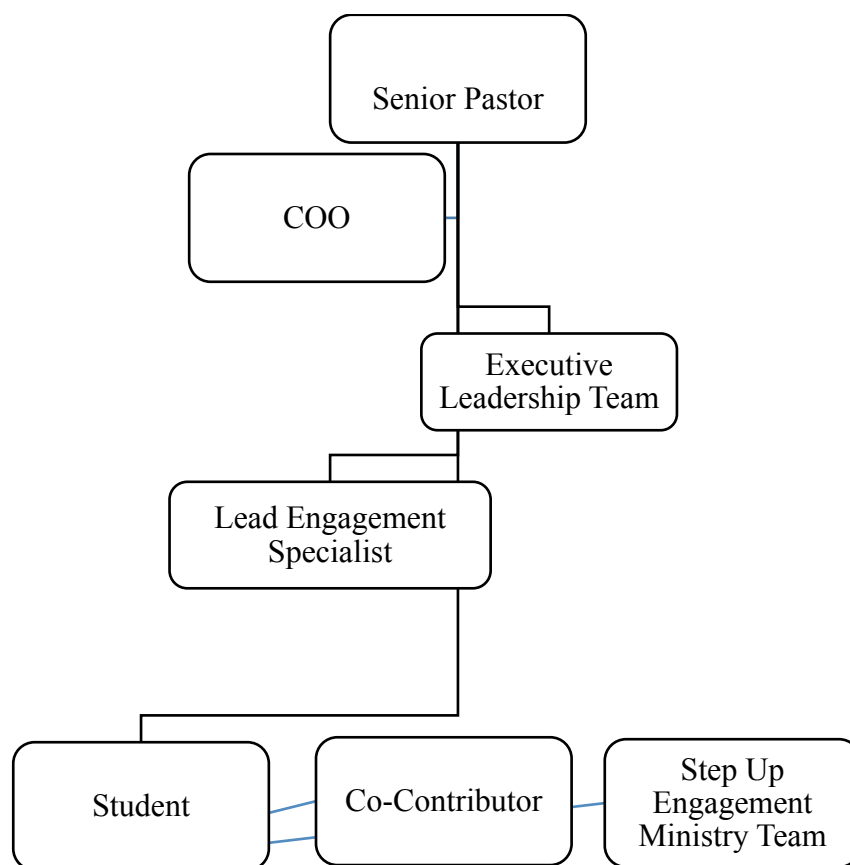 Senior Pastor
COO
Executive
Leadership Team
Lead Engagement
Specialist
Student
Co-Contributor
Step Up
Engagement
Ministry Team